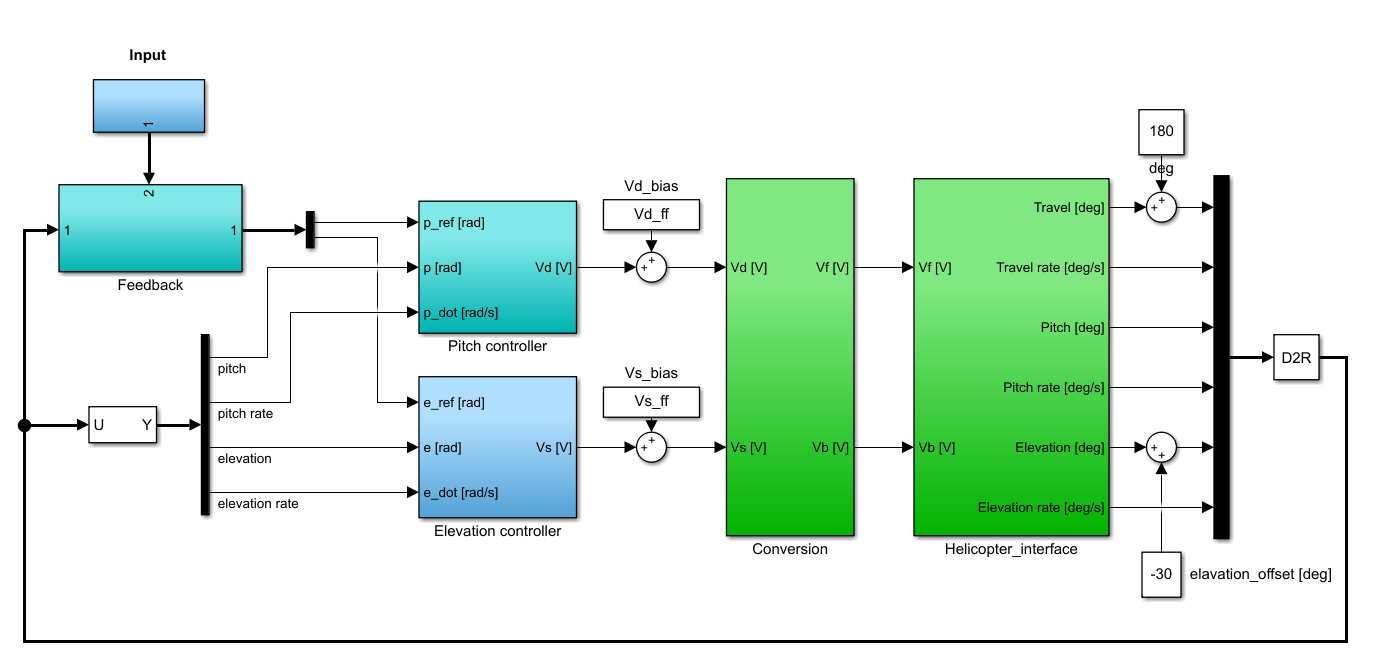 Input
1
2
1
1
Feedback
U
Y
pitch
pitch rate
elevation
elevation rate
p_ref [rad]
p [rad]
p_dot [rad/s]
Vd [V]
Pitch controller
e_ref [rad]
e [rad]
e_dot [rad/s]
Vs [V]
Elevation controller
Vd_bias
Vd_ff
+
+
Vs_bias
Vs_ff
+
+
Vd [V]
Vf [V]
Vs [V]
Vb [V]
Conversion
Vf [V]
Vb [V]
Travel [deg]
Travel rate [deg/s]
Pitch [deg]
Pitch rate [deg/s]
Elevation [deg]
Elevation rate [deg/s]
Helicopter_interface
180
deg
+
+
+
+
-30
elavation_offset [deg]
D2R